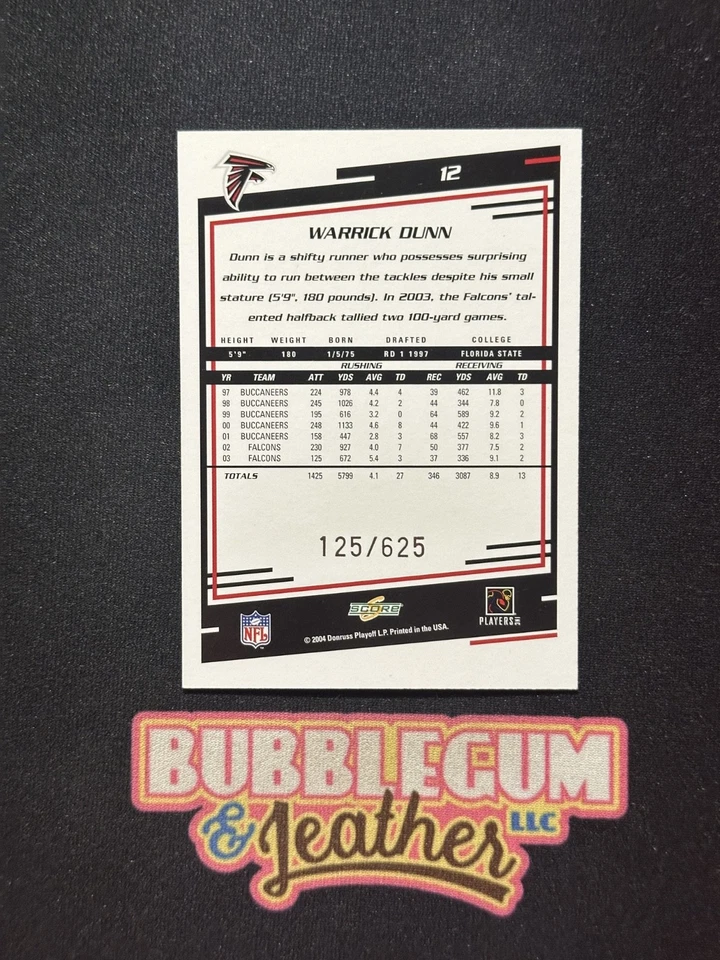 12
WARRICK DUNN
Dunn is a shifty runner who possesses surprising
ability to run between the tackles despite his small
stature (5'9", 180 pounds). In 2003, the Falcons' tal-
ented halfback tallied two 100-yard games.
HEIGHT WEIGHT BORN DRAFTED COLLEGE
5'9" 180 1/5/75 RD 1 1997 FLORIDA STATE
RUSHING RECEIVING
YR TEAM ATT YDS AVG TD REC YDS AVG TD
97 BUCCANEERS 224 978 4.4 4 39 462 11.8 3
98 BUCCANEERS 245 1026 4.2 2 44 344 7.8 0
99 BUCCANEERS 195 616 3.2 0 64 589 9.2 2
00 BUCCANEERS 248 1133 4.6 8 44 422 9.6 1
01 BUCCANEERS 158 447 2.8 3 68 557 8.2 3
02 FALCONS 230 927 4.0 7 50 377 7.5 2
03 FALCONS 125 672 5.4 3 37 336 9.1 2
TOTALS 1425 5799 4.1 27 346 3087 8.9 13
125/625
NFL
SCORE
PLAYERS INC
© 2004 Donruss Playoff L.P. Printed in the USA.
BUBBLEGUM
& Leather LLC